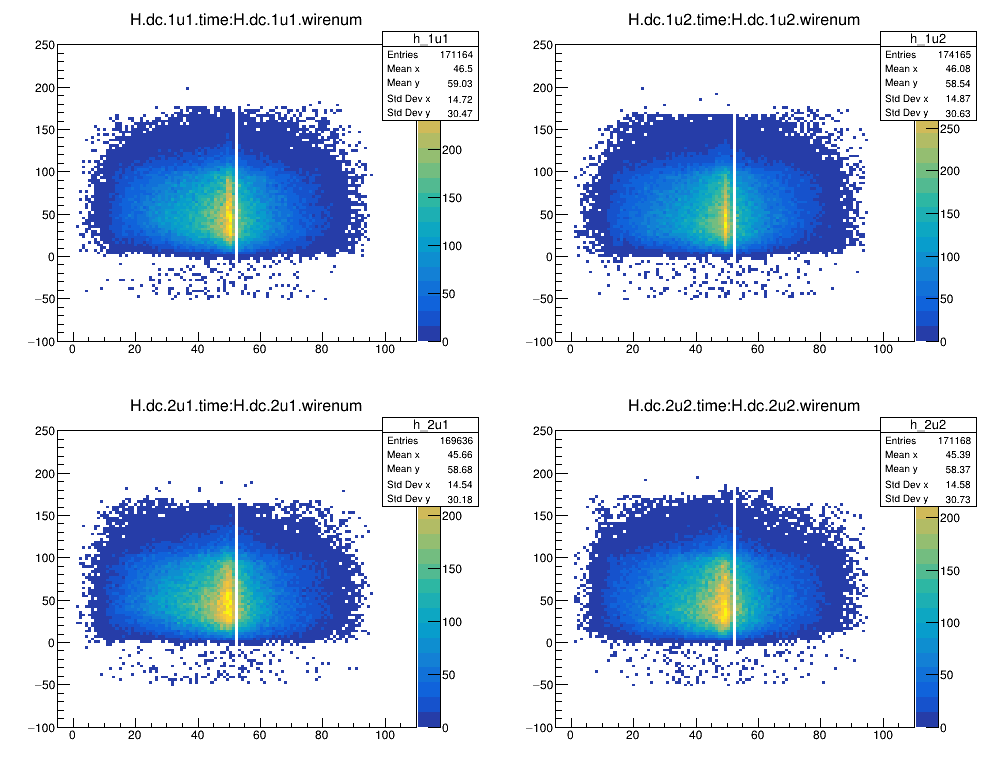 H.dc.1u1.time:H.dc.1u1.wirenum
h_1u1
Entries 171164
Mean x 46.5
Mean y 59.03
Std Dev x 14.72
Std Dev y 30.47
250
200
150
100
50
0
−50
−100
0 20 40 60 80 100
200
150
100
50
0
H.dc.1u2.time:H.dc.1u2.wirenum
h_1u2
Entries 174165
Mean x 46.08
Mean y 58.54
Std Dev x 14.87
Std Dev y 30.63
250
200
150
100
50
0
−50
−100
0 20 40 60 80 100
250
200
150
100
50
0
H.dc.2u1.time:H.dc.2u1.wirenum
h_2u1
Entries 169636
Mean x 45.66
Mean y 58.68
Std Dev x 14.54
Std Dev y 30.18
250
200
150
100
50
0
−50
−100
0 20 40 60 80 100
200
150
100
50
0
H.dc.2u2.time:H.dc.2u2.wirenum
h_2u2
Entries 171168
Mean x 45.39
Mean y 58.37
Std Dev x 14.58
Std Dev y 30.73
250
200
150
100
50
0
−50
−100
0 20 40 60 80 100
200
150
100
50
0